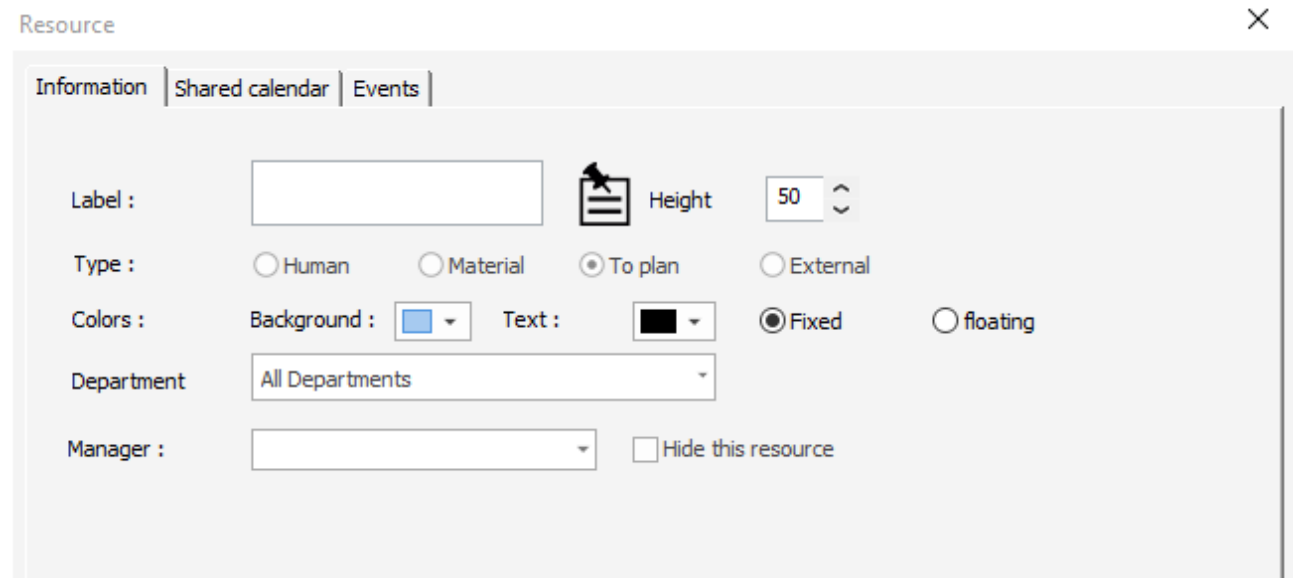 Resource
Information Shared calendar Events
Label : Height 50
Type : Human Material To plan External
Colors : Background : Text : Fixed floating
Department All Departments
Manager : Hide this resource